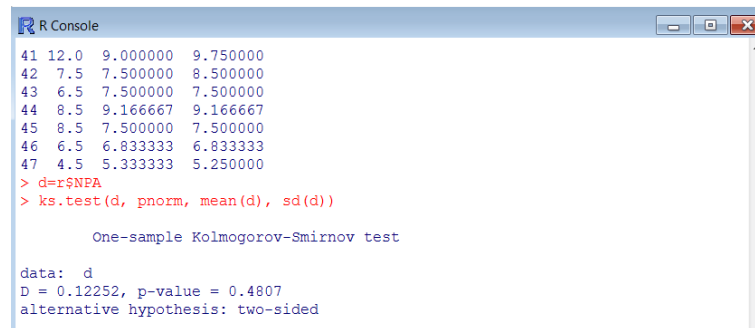 R Console
41 12.0 9.000000 9.750000
42 7.5 7.500000 8.500000
43 6.5 7.500000 7.500000
44 8.5 9.166667 9.166667
45 8.5 7.500000 7.500000
46 6.5 6.833333 6.833333
47 4.5 5.333333 5.250000
> d=r$NPA
> ks.test(d, pnorm, mean(d), sd(d))
One-sample Kolmogorov-Smirnov test
data: d
D = 0.12252, p-value = 0.4807
alternative hypothesis: two-sided